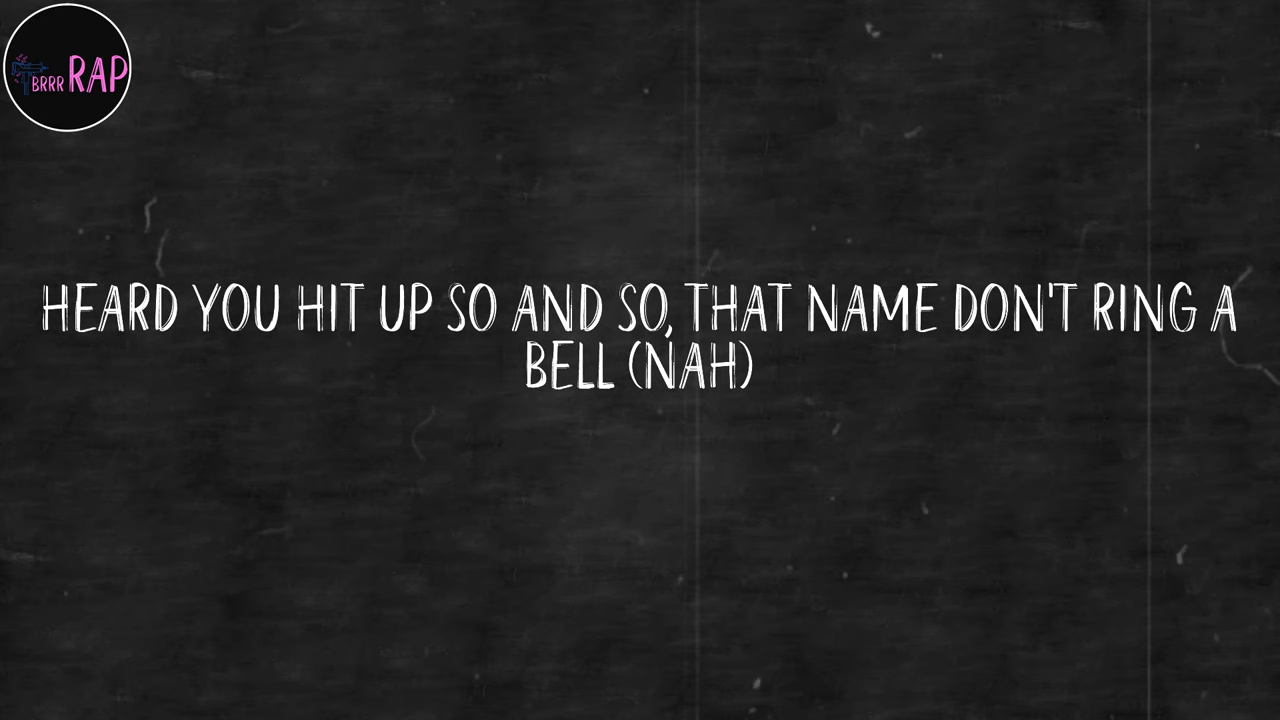 BRRR RAP
HEARD YOU HIT UP SO AND SO, THAT NAME DON'T RING A
BELL (NAH)